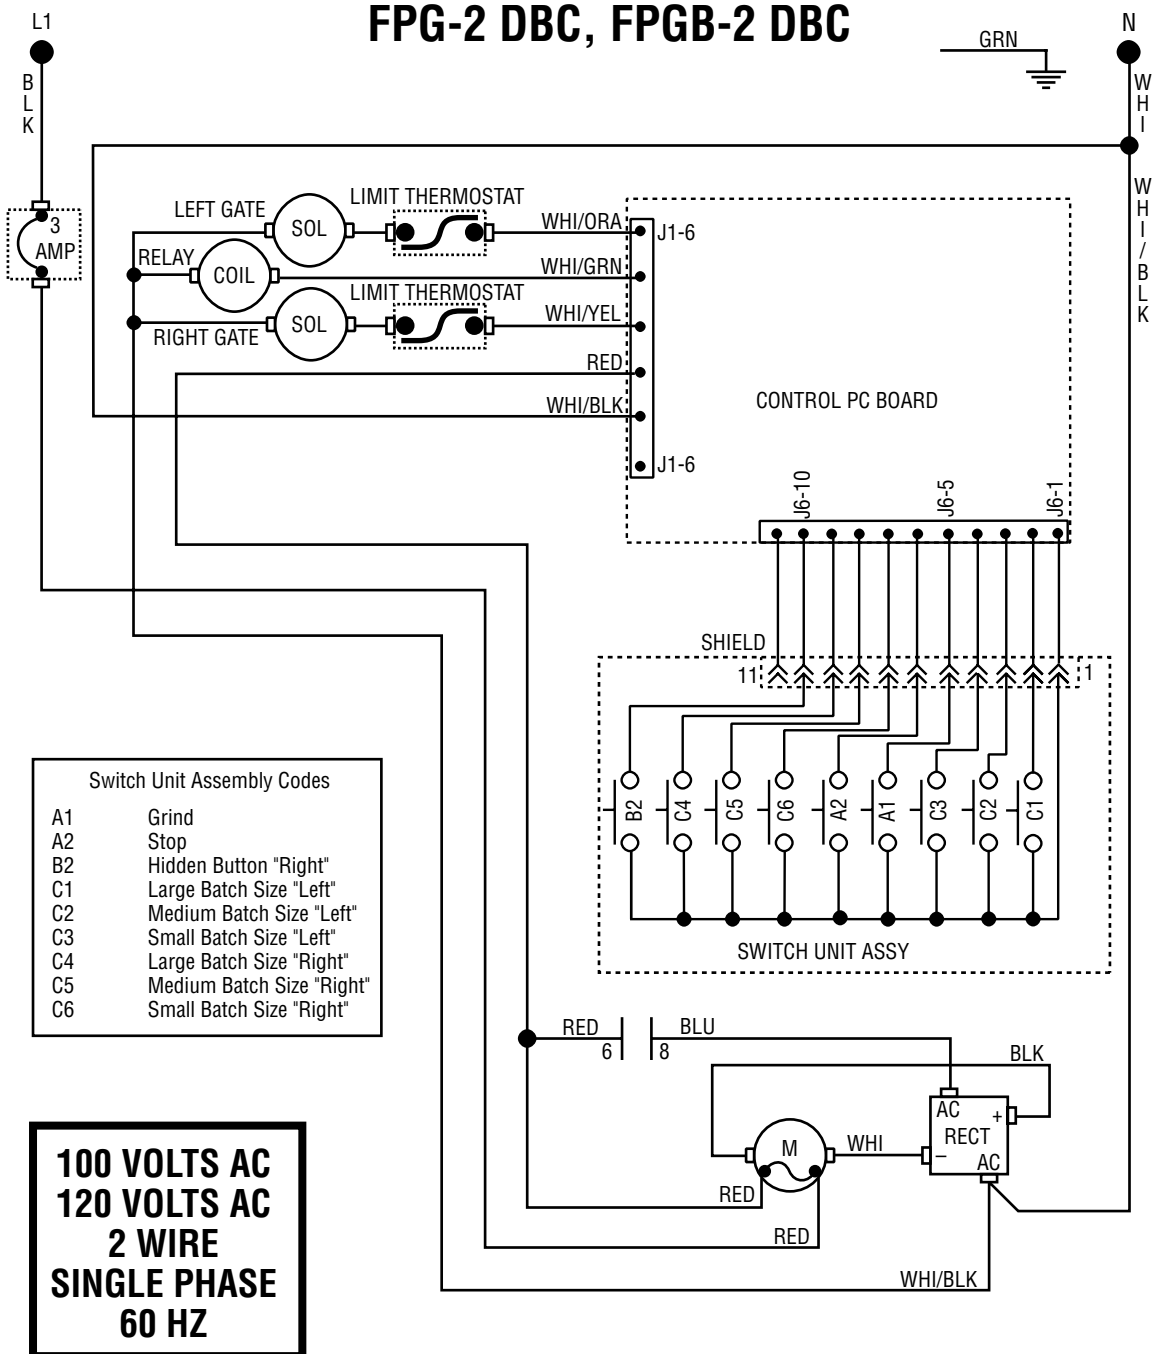 FPG-2 DBC, FPGB-2 DBC
L1
N
GRN
BLK
WHI
WHI/BLK
3
AMP
LEFT GATE
SOL
LIMIT THERMOSTAT
WHI/ORA
J1-6
RELAY
COIL
WHI/GRN
LIMIT THERMOSTAT
RIGHT GATE
SOL
WHI/YEL
RED
WHI/BLK
CONTROL PC BOARD
J1-6
J6-10
J6-5
J6-1
SHIELD
11
1
B2
C4
C5
C6
A2
A1
C3
C2
C1
SWITCH UNIT ASSY
Switch Unit Assembly Codes
A1 Grind
A2 Stop
B2 Hidden Button "Right"
C1 Large Batch Size "Left"
C2 Medium Batch Size "Left"
C3 Small Batch Size "Left"
C4 Large Batch Size "Right"
C5 Medium Batch Size "Right"
C6 Small Batch Size "Right"
RED
6
8
BLU
BLK
AC
+
RECT
–
AC
M
WHI
RED
RED
WHI/BLK
100 VOLTS AC
120 VOLTS AC
2 WIRE
SINGLE PHASE
60 HZ